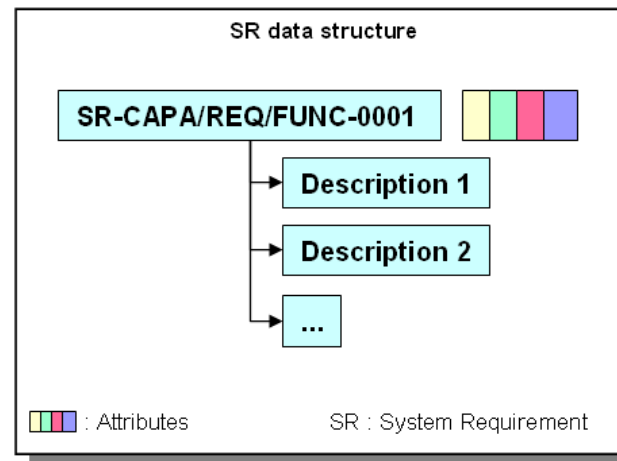 SR data structure
SR-CAPA/REQ/FUNC-0001
Description 1
Description 2
...
: Attributes
SR : System Requirement